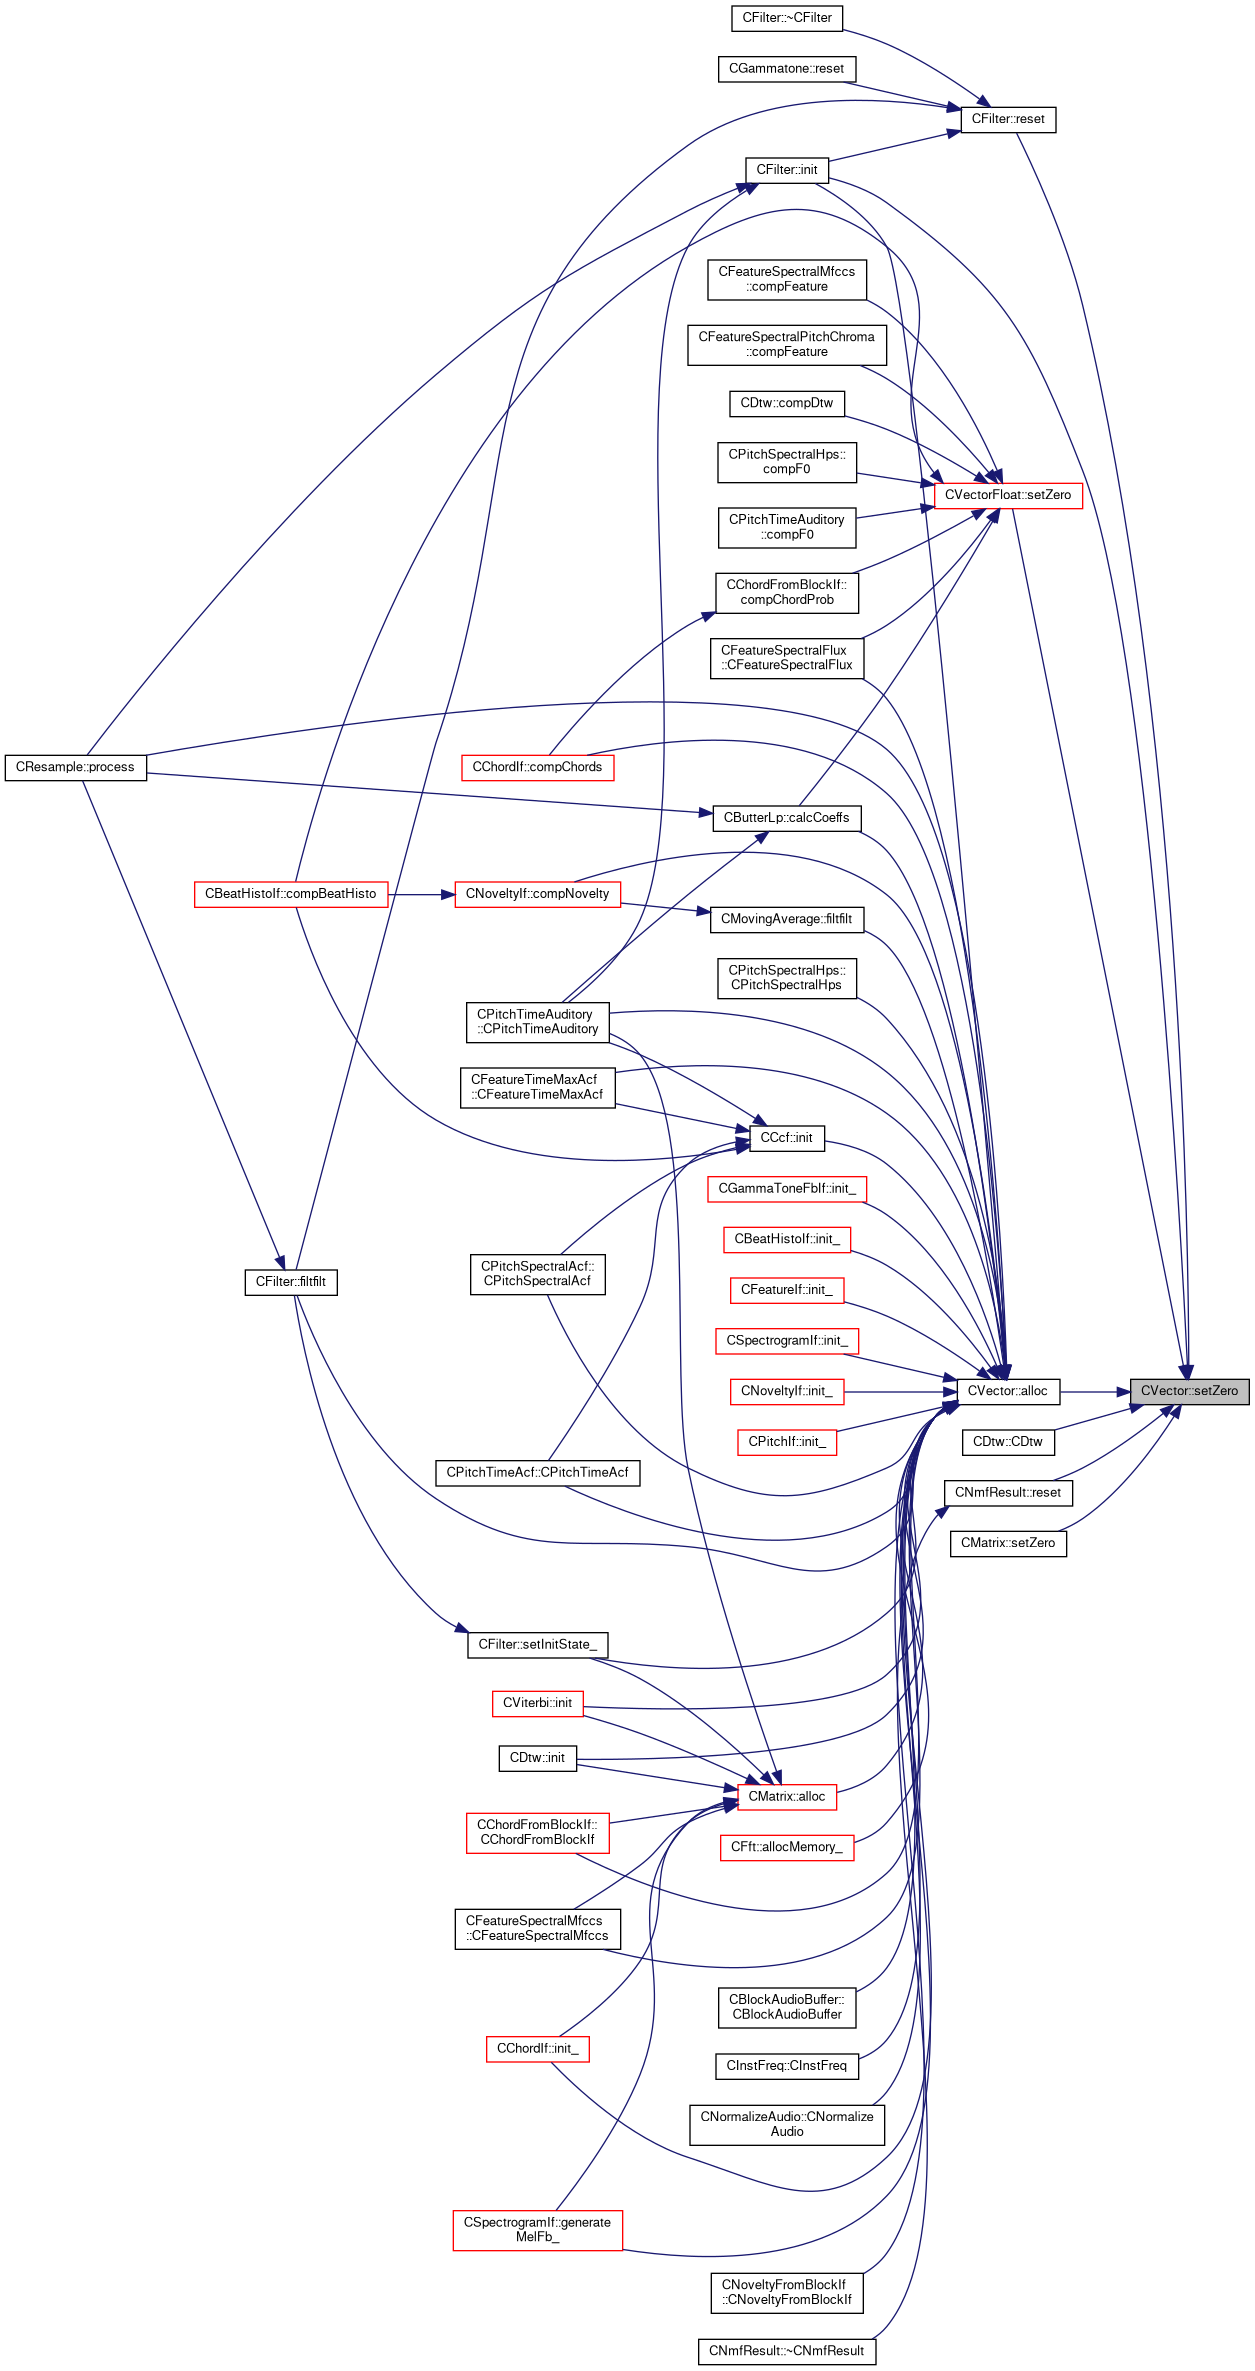 CFilter::~CFilter
CGammatone::reset
CFilter::reset
CFilter::init
CFeatureSpectralMfccs
::compFeature
CFeatureSpectralPitchChroma
::compFeature
CDtw::compDtw
CPitchSpectralHps::
compF0
CVectorFloat::setZero
CPitchTimeAuditory
::compF0
CChordFromBlockIf::
compChordProb
CFeatureSpectralFlux
::CFeatureSpectralFlux
CResample::process
CChordIf::compChords
CButterLp::calcCoeffs
CBeatHistoIf::compBeatHisto
CNoveltyIf::compNovelty
CMovingAverage::filtfilt
CPitchSpectralHps::
CPitchSpectralHps
CPitchTimeAuditory
::CPitchTimeAuditory
CFeatureTimeMaxAcf
::CFeatureTimeMaxAcf
CCcf::init
CGammaToneFbIf::init_
CBeatHistoIf::init_
CPitchSpectralAcf::
CPitchSpectralAcf
CFilter::filtfilt
CFeatureIf::init_
CSpectrogramIf::init_
CNoveltyIf::init_
CVector::alloc
CVector::setZero
CPitchIf::init_
CDtw::CDtw
CPitchTimeAcf::CPitchTimeAcf
CNmfResult::reset
CMatrix::setZero
CFilter::setInitState_
CViterbi::init
CDtw::init
CMatrix::alloc
CChordFromBlockIf::
CChordFromBlockIf
CFft::allocMemory_
CFeatureSpectralMfccs
::CFeatureSpectralMfccs
CBlockAudioBuffer::
CBlockAudioBuffer
CChordIf::init_
CInstFreq::CInstFreq
CNormalizeAudio::CNormalize
Audio
CSpectrogramIf::generate
MelFb_
CNoveltyFromBlockIf
::CNoveltyFromBlockIf
CNmfResult::~CNmfResult